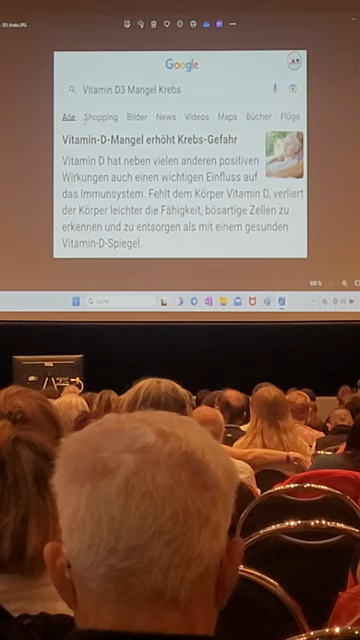 Google
Vitamin D3 Mangel Krebs
Alle Shopping Bilder News Videos Maps Bücher Flüge
Vitamin-D-Mangel erhöht Krebs-Gefahr
Vitamin D hat neben vielen anderen positiven
Wirkungen auch einen wichtigen Einfluss auf
das Immunsystem. Fehlt dem Körper Vitamin D, verliert
der Körper leichter die Fähigkeit, bösartige Zellen zu
erkennen und zu entsorgen als mit einem gesunden
Vitamin-D-Spiegel.
Suche